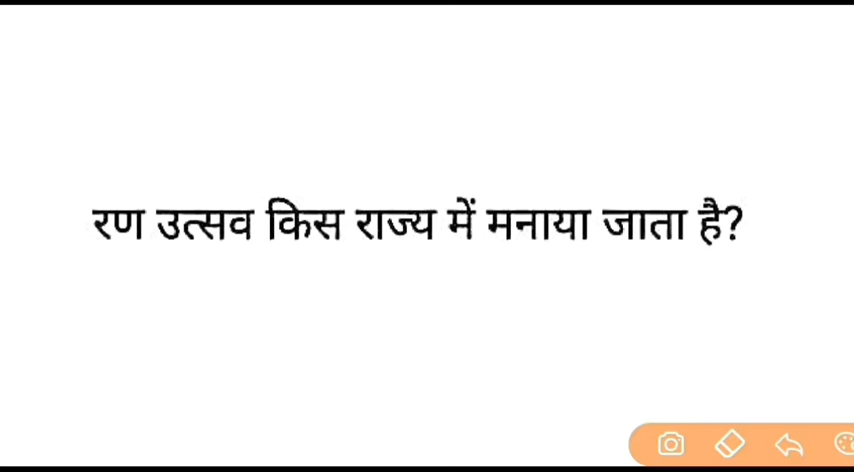 रण उत्सव किस राज्य में मनाया जाता है?